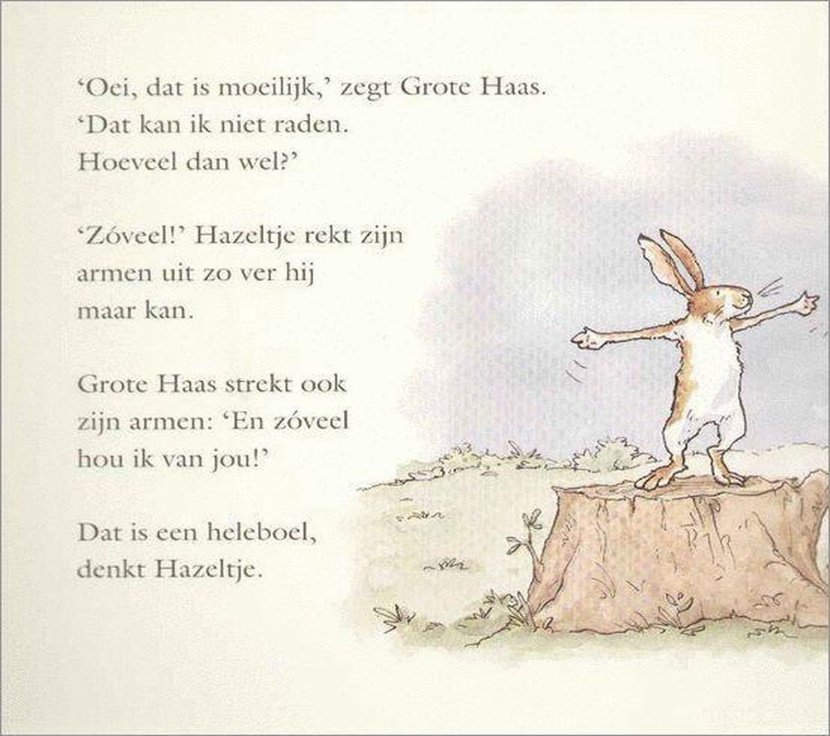 ‘Oei, dat is moeilijk,’ zegt Grote Haas.
‘Dat kan ik niet raden.
Hoeveel dan wel?’
‘Zóveel!’ Hazeltje rekt zijn
armen uit zo ver hij
maar kan.
Grote Haas strekt ook
zijn armen: ‘En zóveel
hou ik van jou!’
Dat is een heleboel,
denkt Hazeltje.